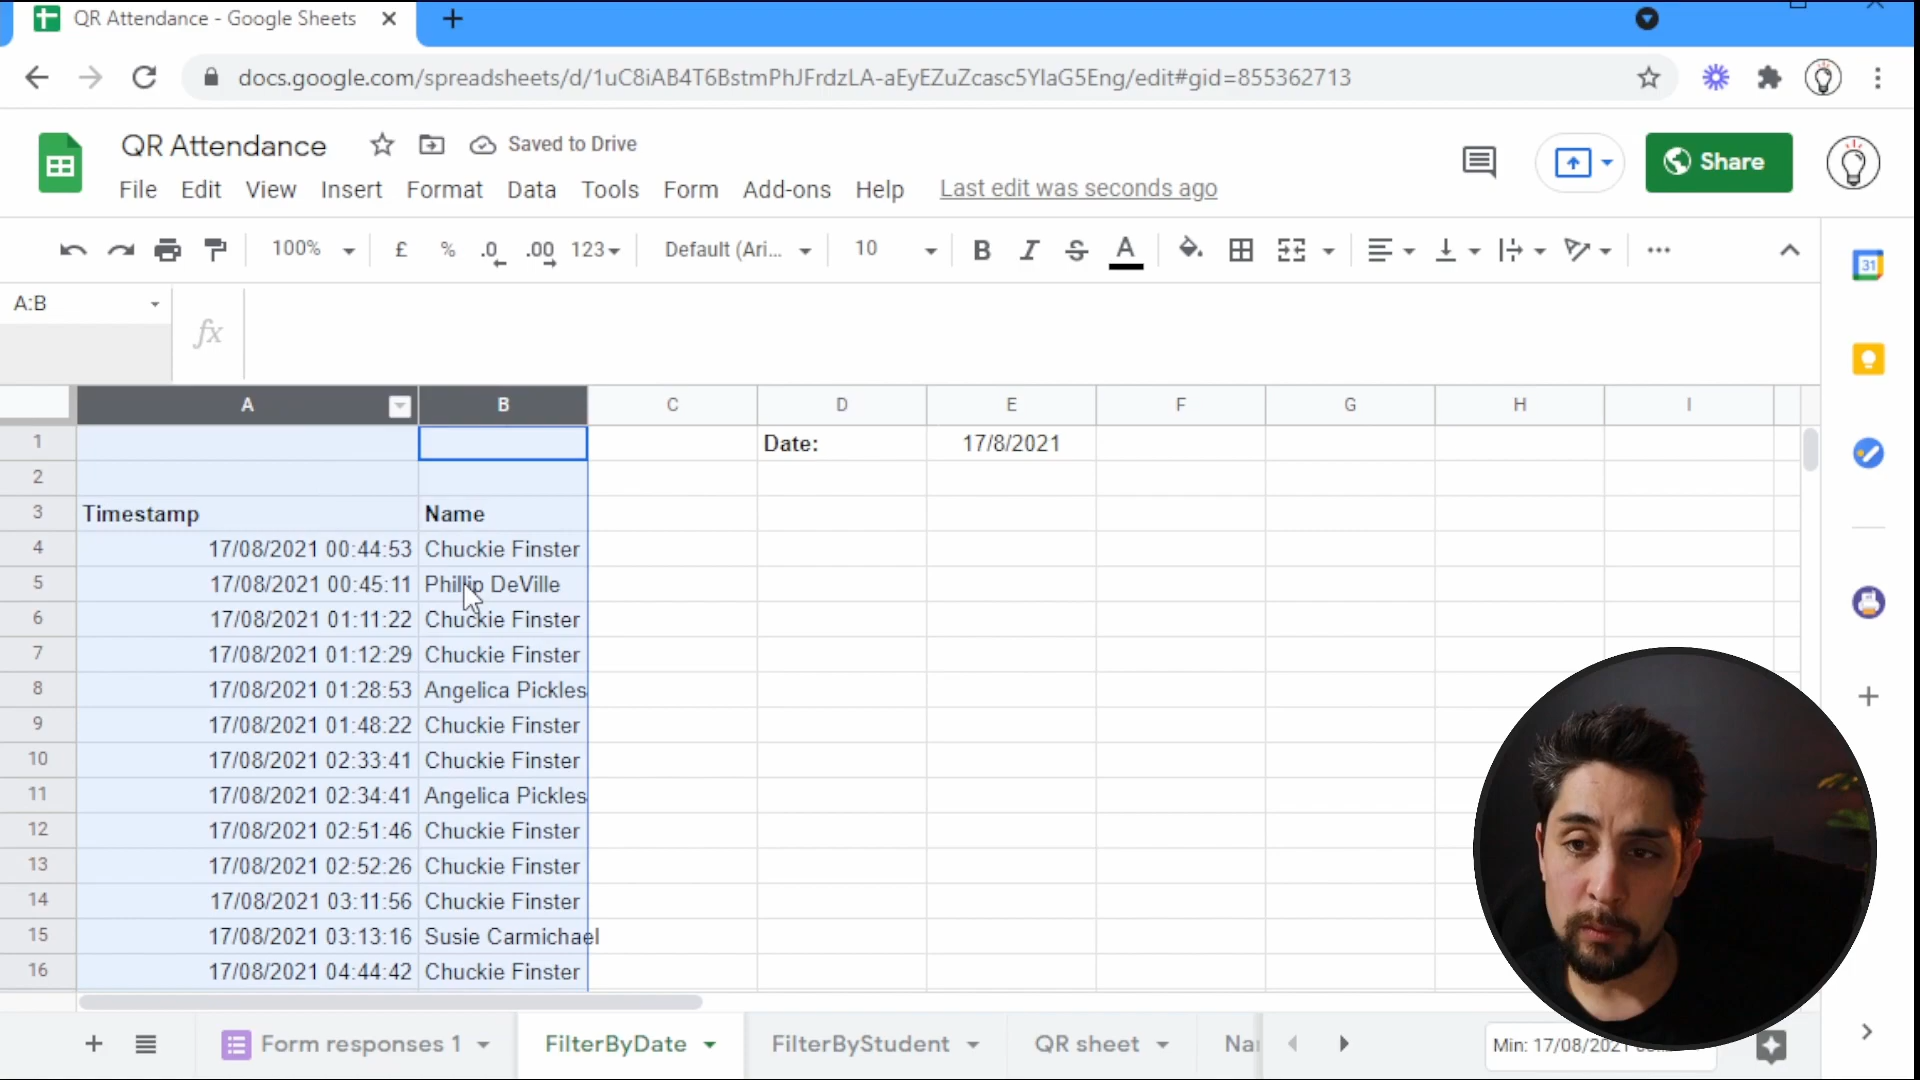 QR Attendance - Google Sheets
docs.google.com/spreadsheets/d/1uC8iAB4T6BstmPhJFrdzLA-aEyEZuZcasc5YlaG5Eng/edit#gid=855362713
QR Attendance
Saved to Drive
Share
File Edit View Insert Format Data Tools Form Add-ons Help Last edit was seconds ago
100% £ % .0 .00 123 Default (Ari... 10 B I S A
31
A:B
fx
A B C D E F G H I
1 Date: 17/8/2021
2
3 Timestamp Name
4 17/08/2021 00:44:53 Chuckie Finster
5 17/08/2021 00:45:11 Phillip DeVille
6 17/08/2021 01:11:22 Chuckie Finster
7 17/08/2021 01:12:29 Chuckie Finster
8 17/08/2021 01:28:53 Angelica Pickles
9 17/08/2021 01:48:22 Chuckie Finster
10 17/08/2021 02:33:41 Chuckie Finster
11 17/08/2021 02:34:41 Angelica Pickles
12 17/08/2021 02:51:46 Chuckie Finster
13 17/08/2021 02:52:26 Chuckie Finster
14 17/08/2021 03:11:56 Chuckie Finster
15 17/08/2021 03:13:16 Susie Carmichael
16 17/08/2021 04:44:42 Chuckie Finster
Form responses 1 FilterByDate FilterByStudent QR sheet Min: 17/08/2021